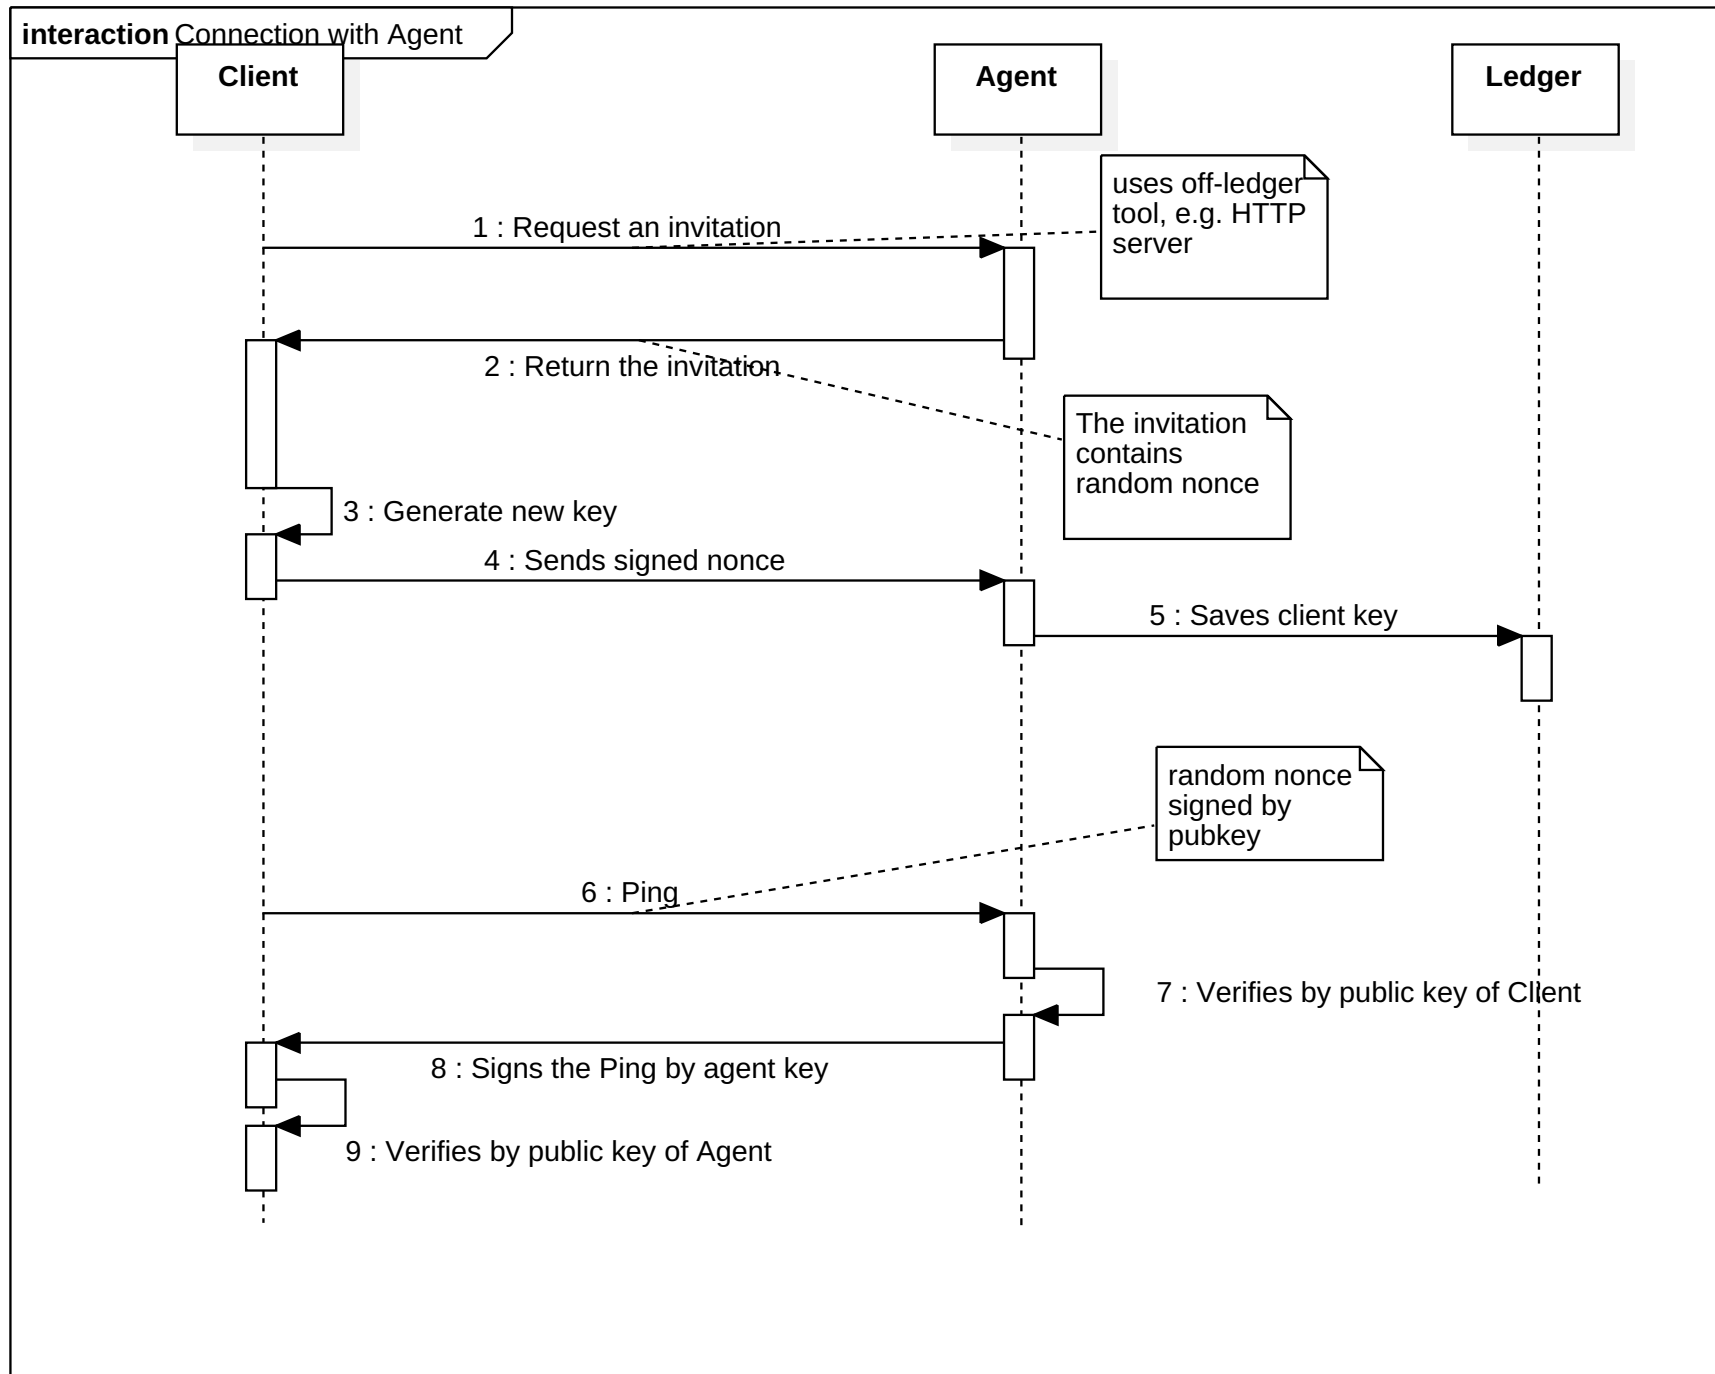 interaction Connection with Agent
Client
Agent
Ledger
uses off-ledger
tool, e.g. HTTP
server
1 : Request an invitation
2 : Return the invitation
The invitation
contains
random nonce
3 : Generate new key
4 : Sends signed nonce
5 : Saves client key
random nonce
signed by
pubkey
6 : Ping
7 : Verifies by public key of Client
8 : Signs the Ping by agent key
9 : Verifies by public key of Agent